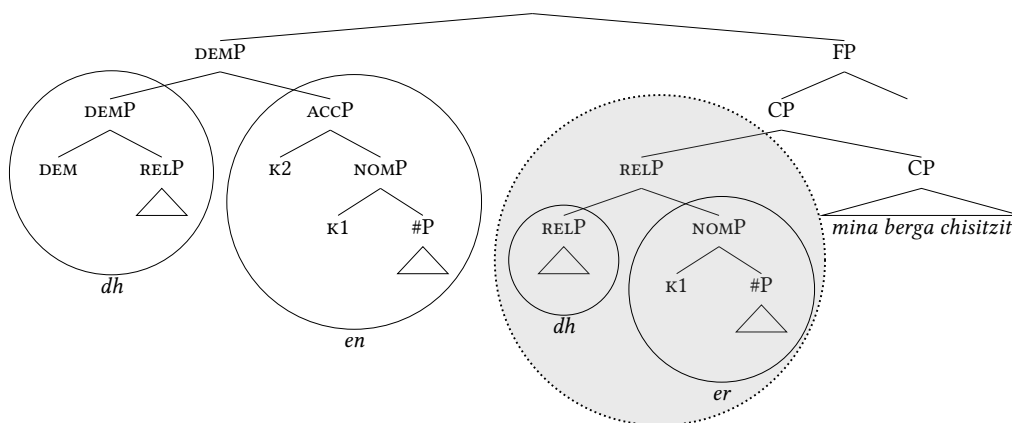 DEMP FP
DEMP ACCP CP
DEM RELP K2 NOMP RELP CP
K1 #P RELP NOMP mina berga chisitzit
dh K1 #P
en dh
er